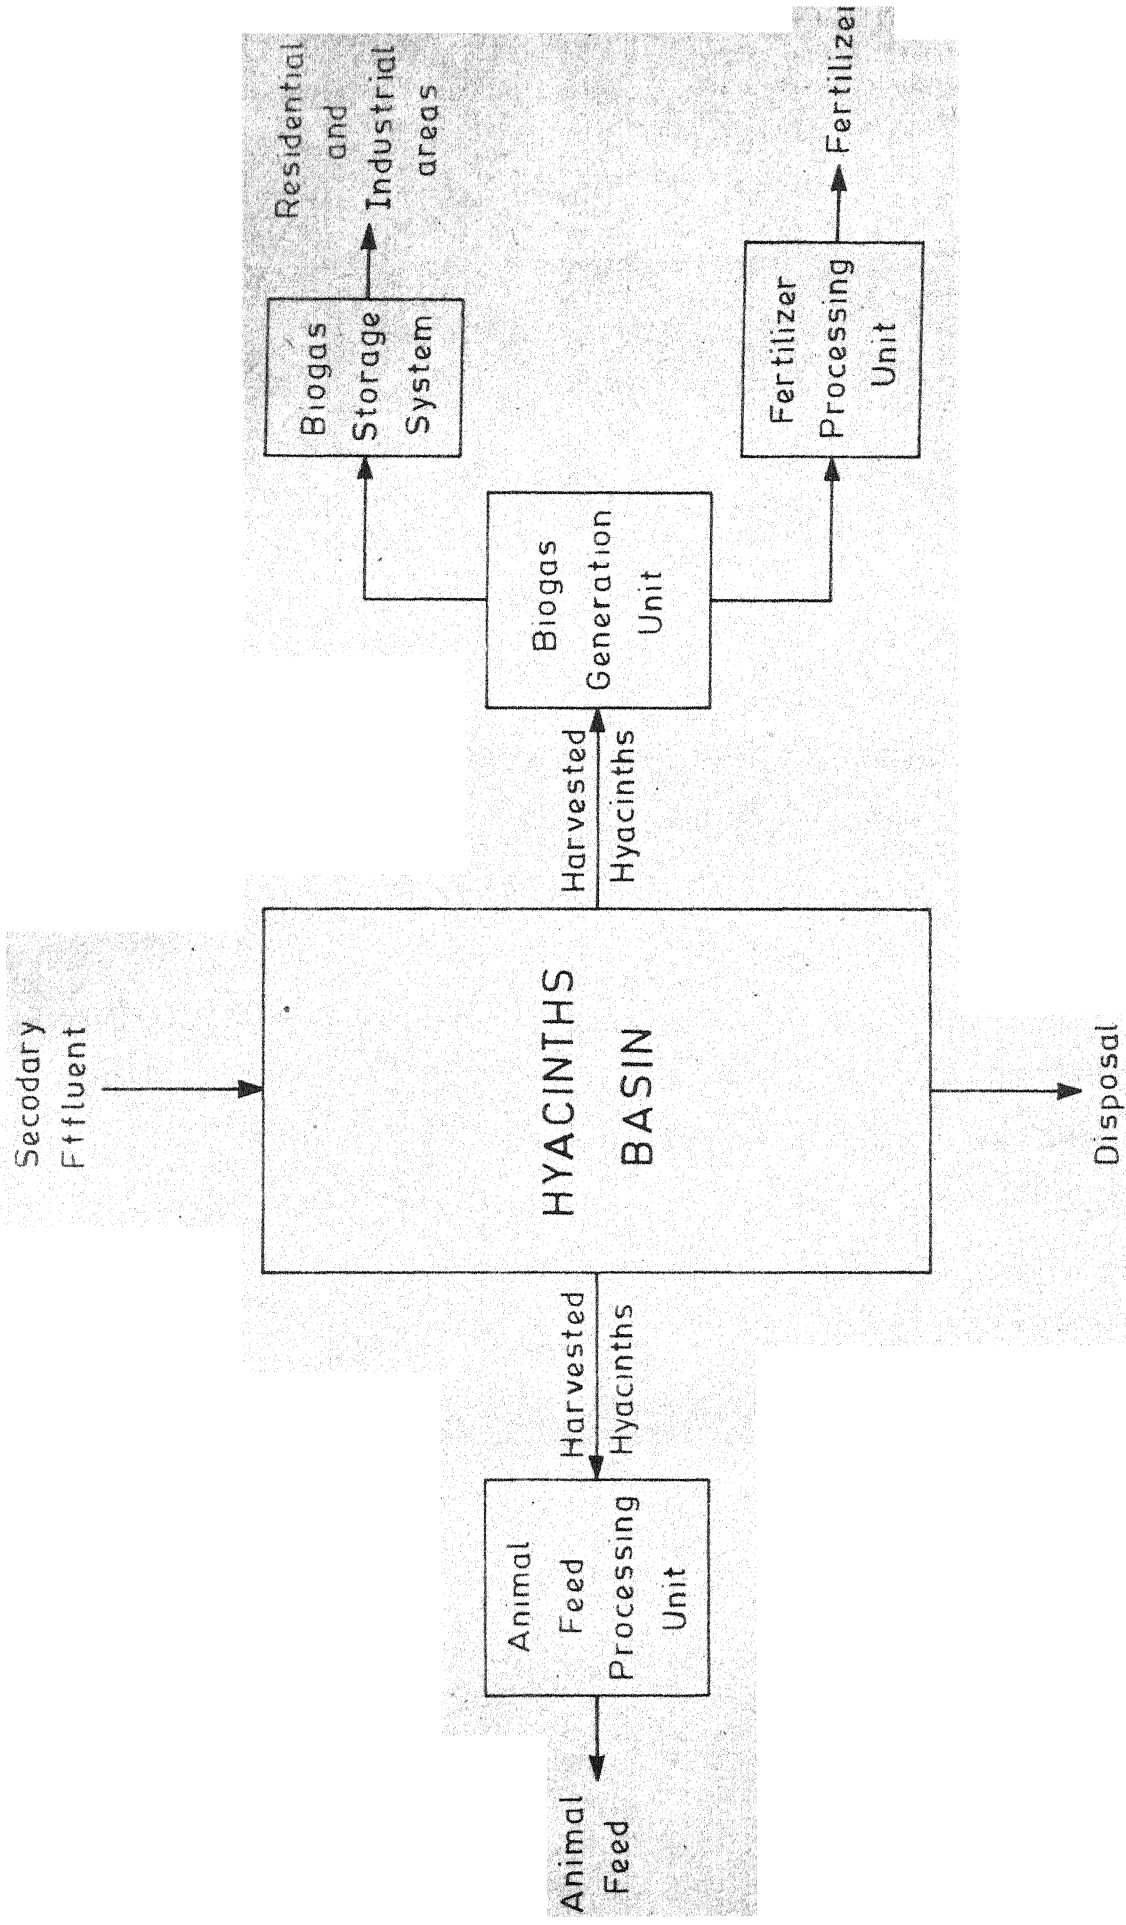 Secodary
Effluent
Animal
Feed
Animal
Feed
Processing
Unit
Harvested
Hyacinths
HYACINTHS
BASIN
Harvested
Hyacinths
Biogas
Generation
Unit
Biogas
Storage
System
Residential
and
Industrial
areas
Fertilizer
Processing
Unit
Fertilizer
Disposal